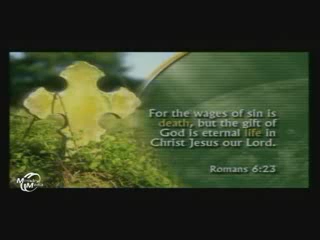 For the wages of sin is
death, but the gift of
God is eternal life in
Christ Jesus our Lord.
Romans 6:23